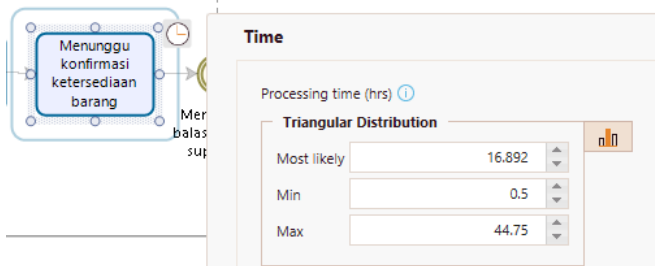 Menunggu
konfirmasi
ketersediaan
barang
Time
Processing time (hrs)
Triangular Distribution
Most likely 16.892
Min 0.5
Max 44.75